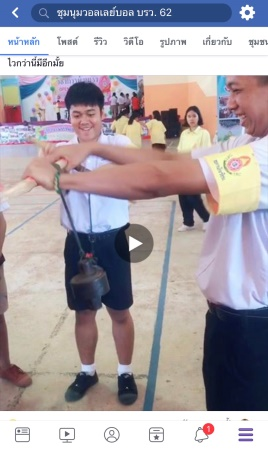 ชุมนุมวอลเลย์บอล บรว. 62
หน้าหลัก โพสต์ รีวิว วิดีโอ รูปภาพ เกี่ยวกับ ชุมช
ไวกว่านี้มีอีกมั้ย
1